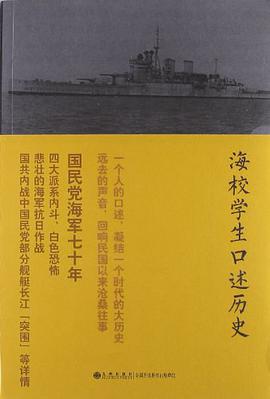 海校学生口述历史
一个人的口述，凝结一个时代的大历史
远去的声音，回响民国以来沧桑往事
国民党海军七十年
四大派系内斗、白色恐怖
悲壮的海军抗日作战
国共内战中国民党部分舰艇长江「突围」等详情